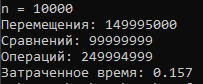 n = 10000
Перемещения: 149995000
Сравнений: 99999999
Операций: 249994999
Затраченное время: 0.157